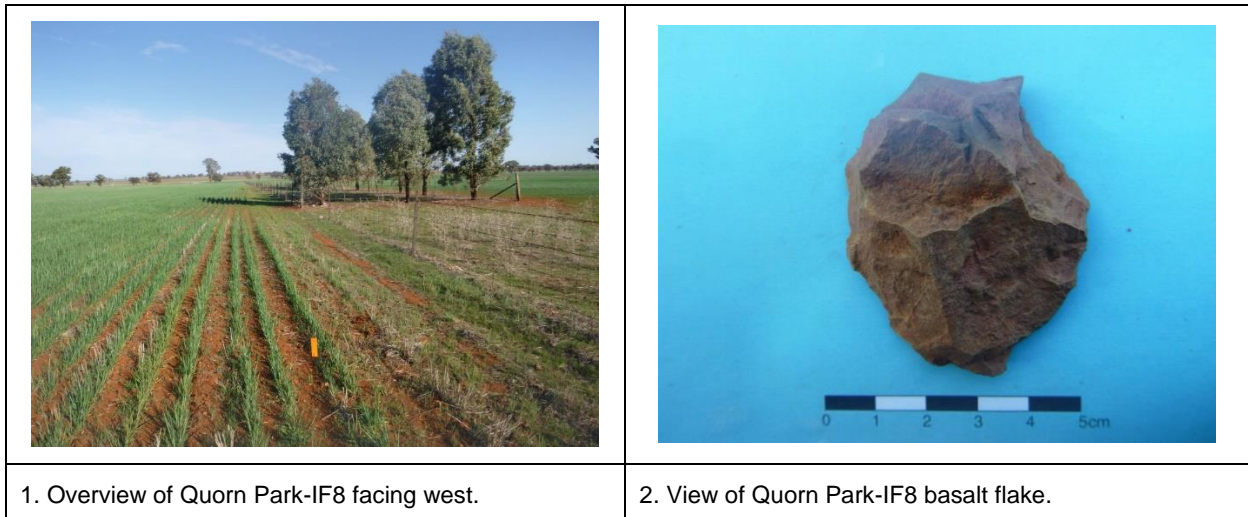 0 1 2 3 4 5cm
1. Overview of Quorn Park-IF8 facing west.
2. View of Quorn Park-IF8 basalt flake.